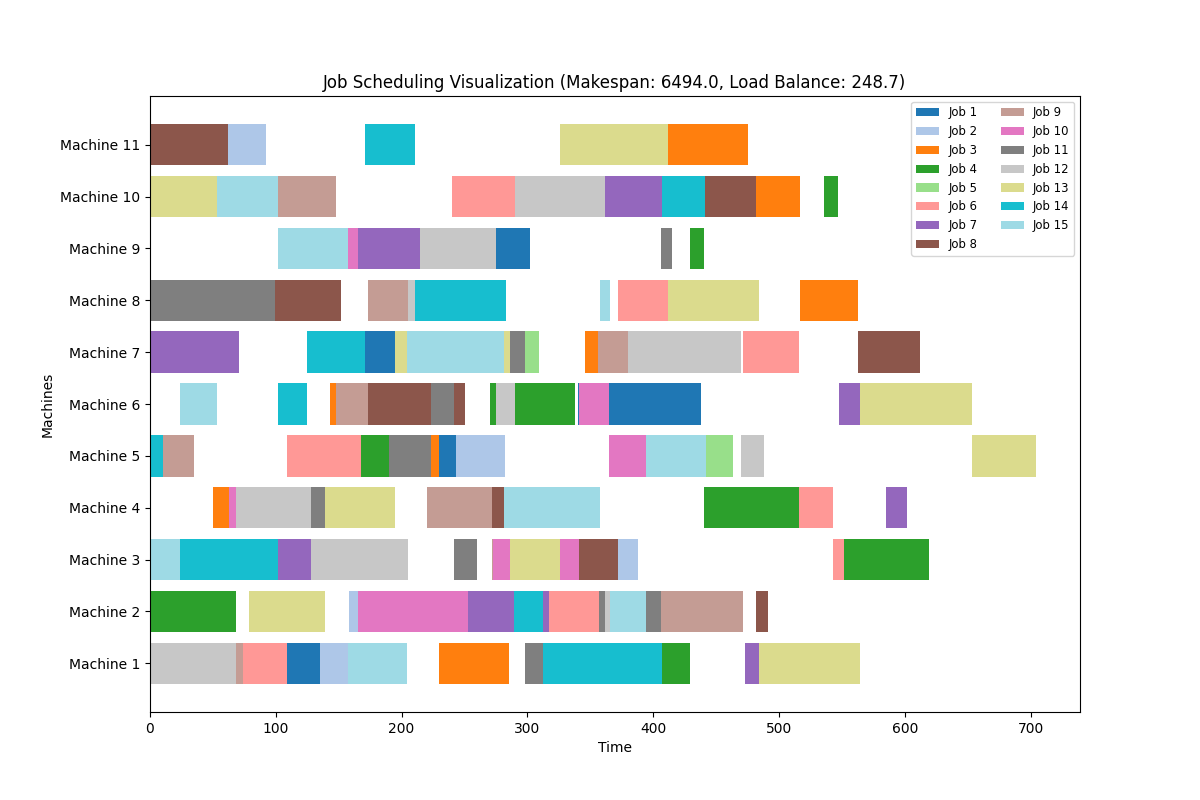 Job Scheduling Visualization (Makespan: 6494.0, Load Balance: 248.7)
Machine 11
Machine 10
Machine 9
Machine 8
Machine 7
Machine 6
Machine 5
Machine 4
Machine 3
Machine 2
Machine 1
Machines
0 100 200 300 400 500 600 700
Time
Job 1
Job 2
Job 3
Job 4
Job 5
Job 6
Job 7
Job 8
Job 9
Job 10
Job 11
Job 12
Job 13
Job 14
Job 15